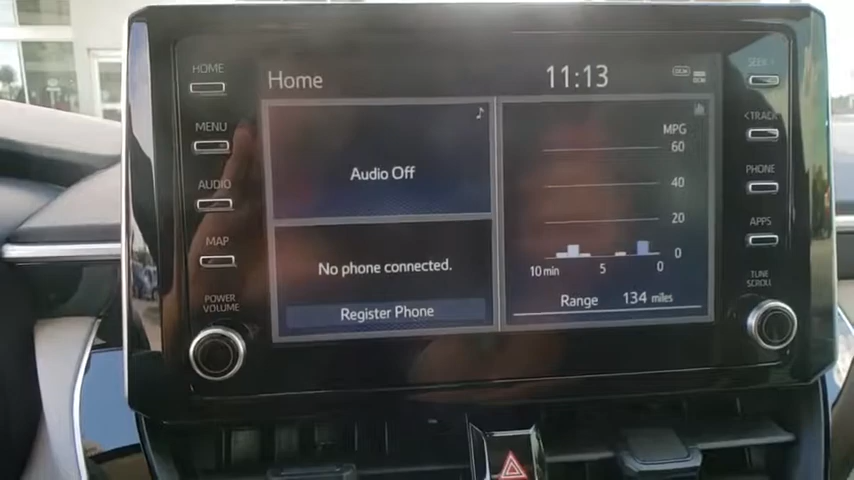 HOME
MENU
AUDIO
MAP
POWER
VOLUME
Home
11:13
Audio Off
No phone connected.
Register Phone
MPG
60
40
20
0
10 min 5 0
Range 134 miles
SEEK >
< TRACK
PHONE
APPS
TUNE
SCROLL